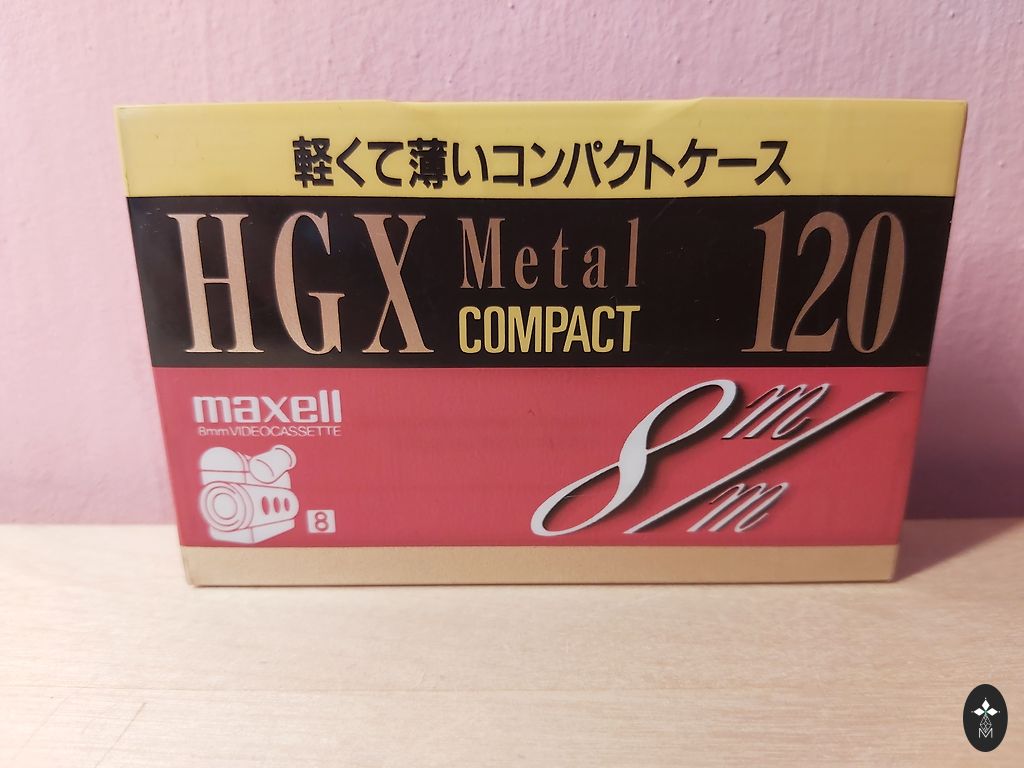 軽くて薄いコンパクトケース
HGX Metal COMPACT 120
maxell
8mm VIDEOCASSETTE
8
8 m/m
M